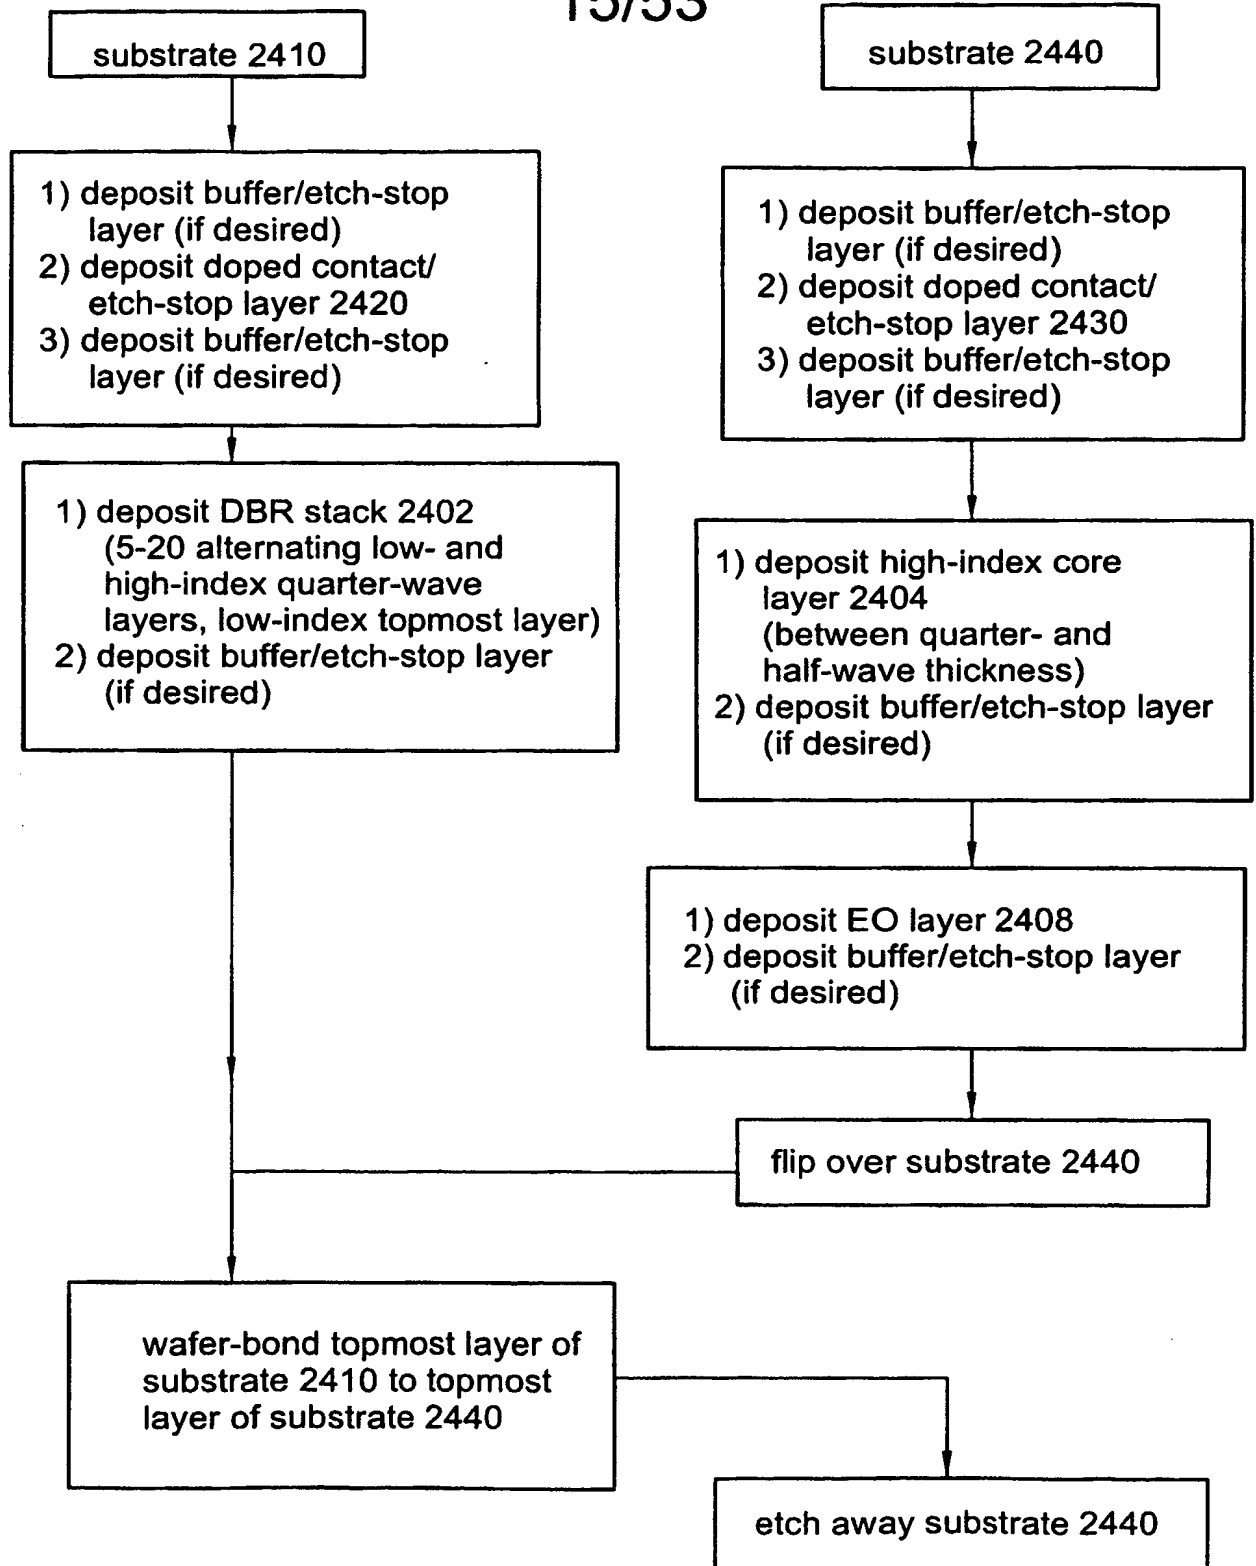 15/53
substrate 2410
1) deposit buffer/etch-stop
layer (if desired)
2) deposit doped contact/
etch-stop layer 2420
3) deposit buffer/etch-stop
layer (if desired)
1) deposit DBR stack 2402
(5-20 alternating low- and
high-index quarter-wave
layers, low-index topmost layer)
2) deposit buffer/etch-stop layer
(if desired)
substrate 2440
1) deposit buffer/etch-stop
layer (if desired)
2) deposit doped contact/
etch-stop layer 2430
3) deposit buffer/etch-stop
layer (if desired)
1) deposit high-index core
layer 2404
(between quarter- and
half-wave thickness)
2) deposit buffer/etch-stop layer
(if desired)
1) deposit EO layer 2408
2) deposit buffer/etch-stop layer
(if desired)
flip over substrate 2440
wafer-bond topmost layer of
substrate 2410 to topmost
layer of substrate 2440
etch away substrate 2440